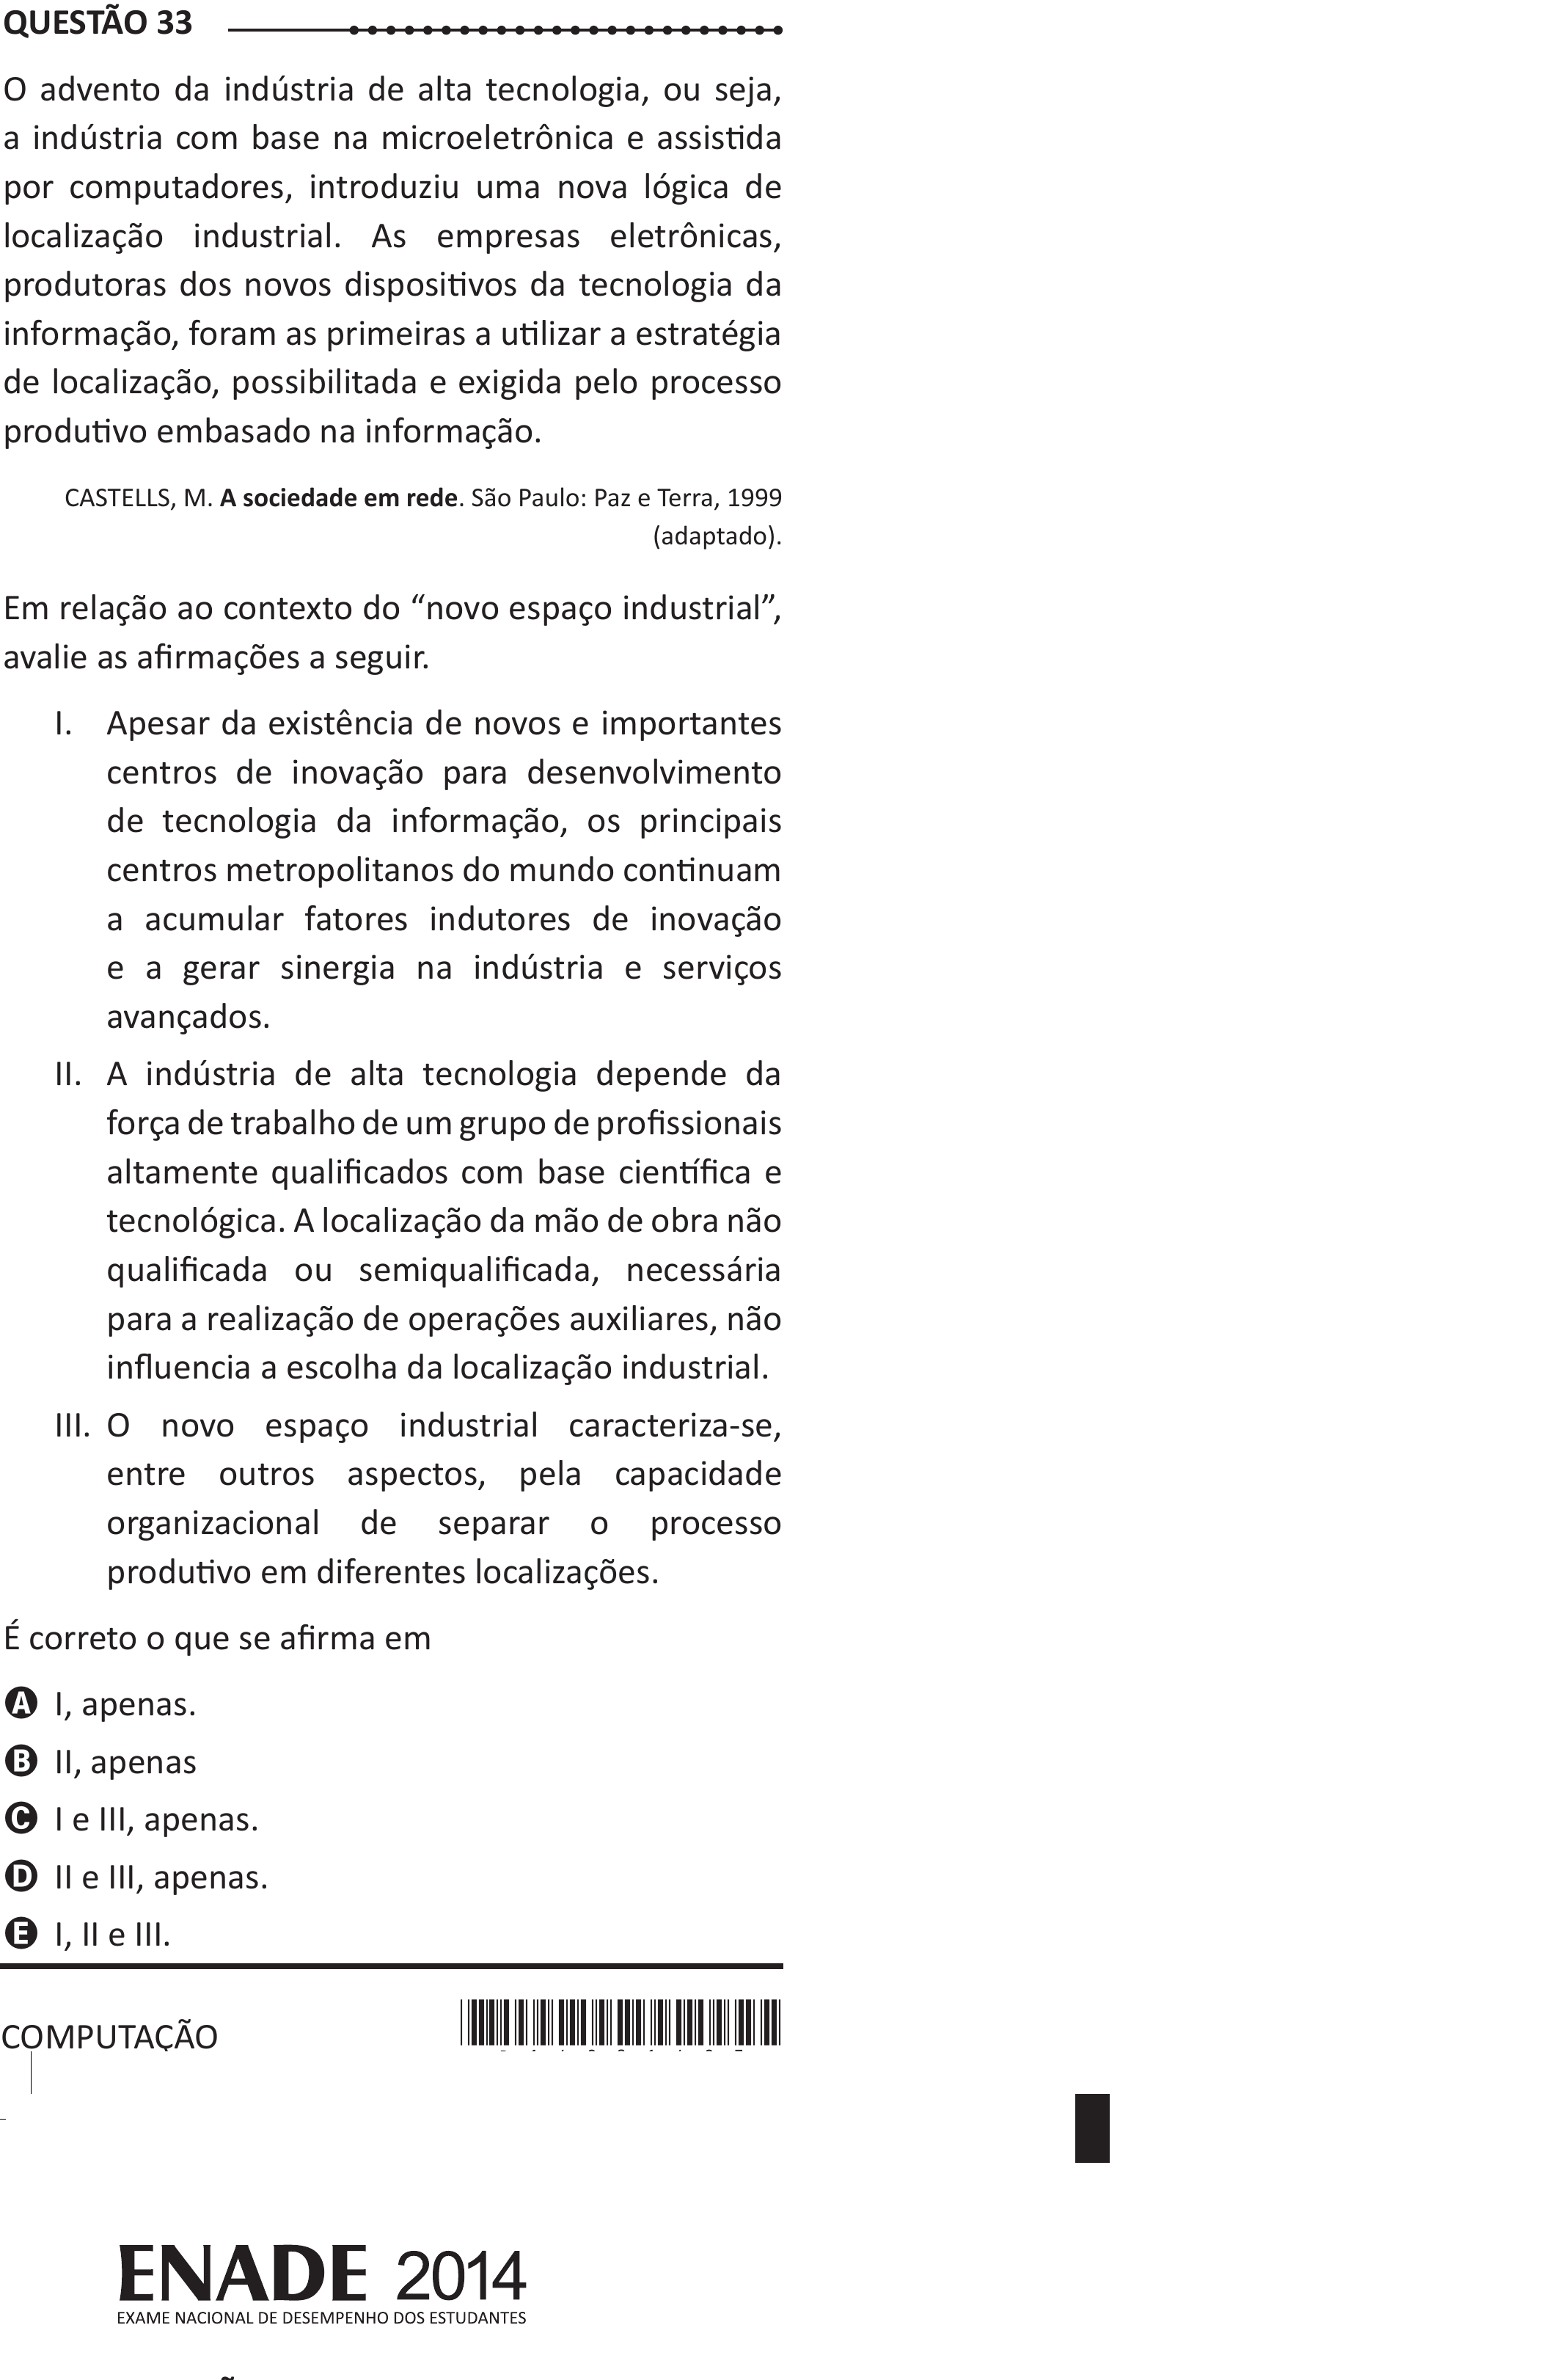 QUESTÃO 33
O advento da indústria de alta tecnologia, ou seja,
a indústria com base na microeletrônica e assistida
por computadores, introduziu uma nova lógica de
localização industrial. As empresas eletrônicas,
produtoras dos novos dispositivos da tecnologia da
informação, foram as primeiras a utilizar a estratégia
de localização, possibilitada e exigida pelo processo
produtivo embasado na informação.
CASTELLS, M. A sociedade em rede. São Paulo: Paz e Terra, 1999
(adaptado).
Em relação ao contexto do “novo espaço industrial”,
avalie as afirmações a seguir.
I. Apesar da existência de novos e importantes
centros de inovação para desenvolvimento
de tecnologia da informação, os principais
centros metropolitanos do mundo continuam
a acumular fatores indutores de inovação
e a gerar sinergia na indústria e serviços
avançados.
II. A indústria de alta tecnologia depende da
força de trabalho de um grupo de profissionais
altamente qualificados com base científica e
tecnológica. A localização da mão de obra não
qualificada ou semiqualificada, necessária
para a realização de operações auxiliares, não
influencia a escolha da localização industrial.
III. O novo espaço industrial caracteriza-se,
entre outros aspectos, pela capacidade
organizacional de separar o processo
produtivo em diferentes localizações.
É correto o que se afirma em
A I, apenas.
B II, apenas
C I e III, apenas.
D II e III, apenas.
E I, II e III.
COMPUTAÇÃO
ENADE 2014
EXAME NACIONAL DE DESEMPENHO DOS ESTUDANTES